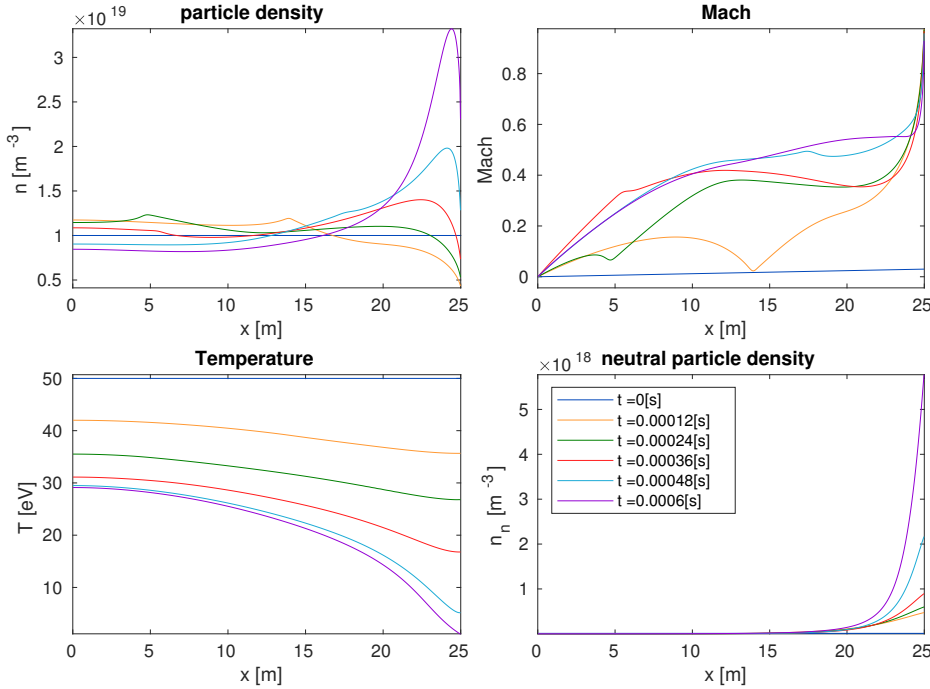 particle density
×10 19
3
2.5
2
1.5
1
0.5
n [m -3]
0 5 10 15 20 25
x [m]
Mach
0.8
0.6
0.4
0.2
0
Mach
0 5 10 15 20 25
x [m]
Temperature
50
40
30
20
10
T [eV]
0 5 10 15 20 25
x [m]
neutral particle density
×10 18
5
4
3
2
1
n n [m -3]
t =0[s]
t =0.00012[s]
t =0.00024[s]
t =0.00036[s]
t =0.00048[s]
t =0.0006[s]
0 5 10 15 20 25
x [m]